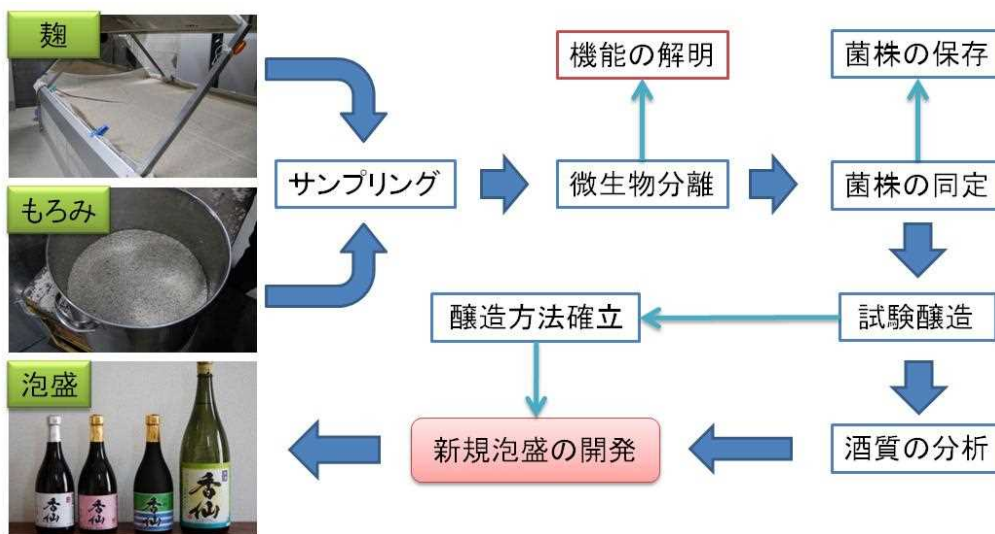 麹
機能の解明
菌株の保存
サンプリング
微生物分離
菌株の同定
もろみ
醸造方法確立
試験醸造
泡盛
新規泡盛の開発
酒質の分析
香仙
香仙
香仙
香仙